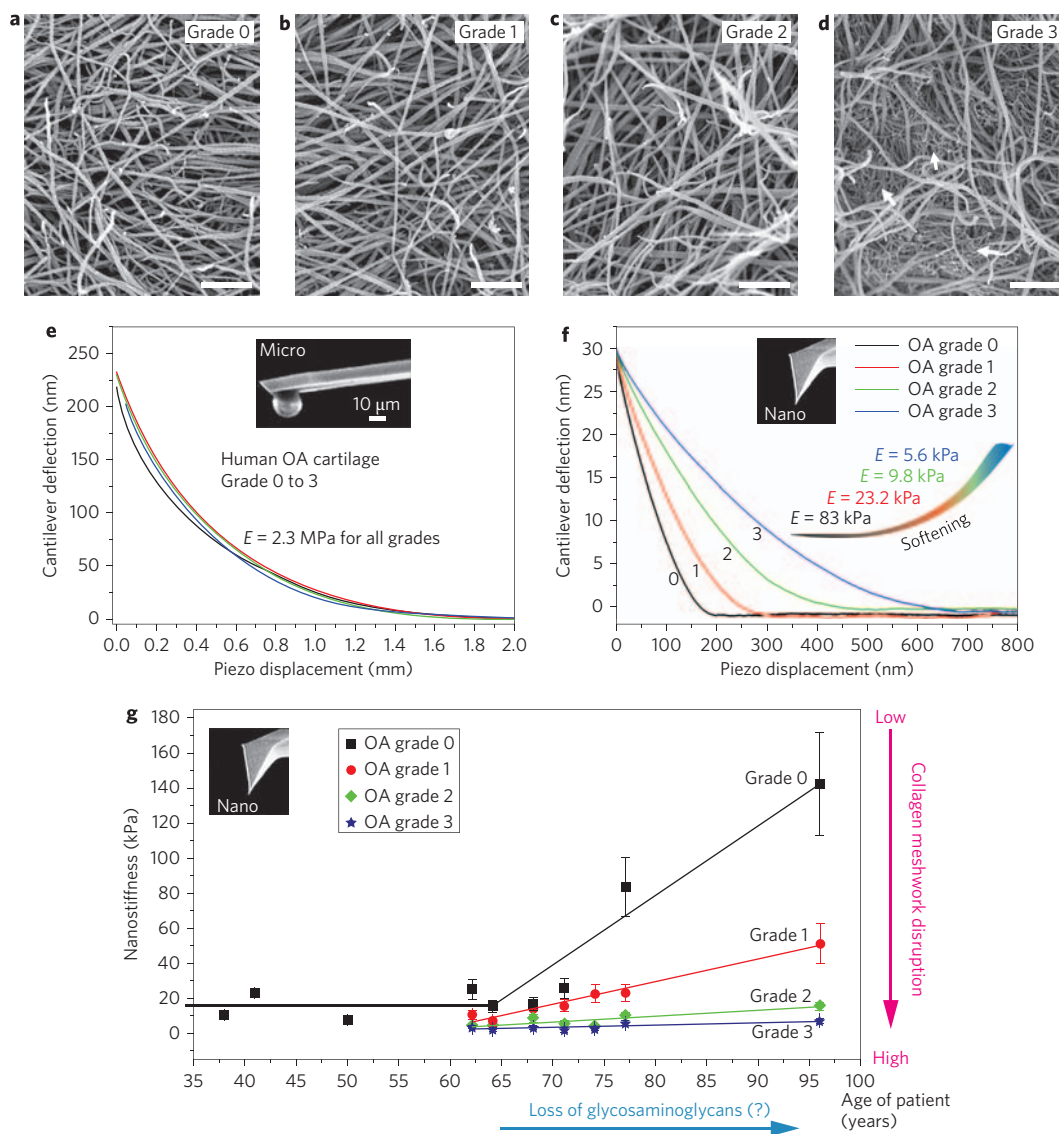 a Grade 0
b Grade 1
c Grade 2
d Grade 3
e
250
200
150
100
50
0
Cantilever deflection (nm)
Micro
10 μm
Human OA cartilage
Grade 0 to 3
E = 2.3 MPa for all grades
0.0 0.2 0.4 0.6 0.8 1.0 1.2 1.4 1.6 1.8 2.0
Piezo displacement (mm)
f
30
25
20
15
10
5
0
Cantilever deflection (nm)
Nano
OA grade 0
OA grade 1
OA grade 2
OA grade 3
E = 5.6 kPa
E = 9.8 kPa
E = 23.2 kPa
E = 83 kPa
Softening
0
1
2
3
0 100 200 300 400 500 600 700 800
Piezo displacement (nm)
g
180
160
140
120
100
80
60
40
20
0
Nanostiffness (kPa)
Nano
OA grade 0
OA grade 1
OA grade 2
OA grade 3
Grade 0
Grade 1
Grade 2
Grade 3
Low
Collagen meshwork disruption
High
35 40 45 50 55 60 65 70 75 80 85 90 95 100
Age of patient
(years)
Loss of glycosaminoglycans (?)